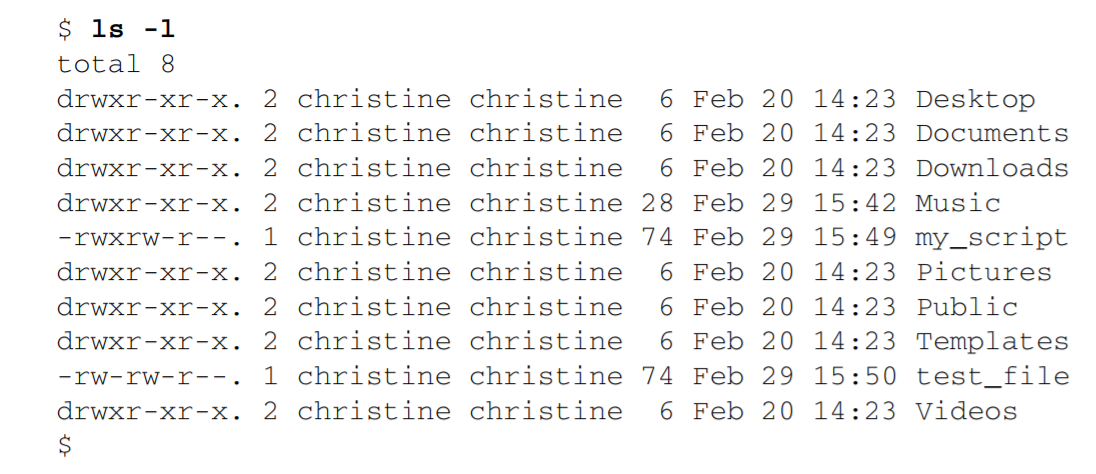 $ ls -l
total 8
drwxr-xr-x. 2 christine christine  6 Feb 20 14:23 Desktop
drwxr-xr-x. 2 christine christine  6 Feb 20 14:23 Documents
drwxr-xr-x. 2 christine christine  6 Feb 20 14:23 Downloads
drwxr-xr-x. 2 christine christine 28 Feb 29 15:42 Music
-rwxrw-r--. 1 christine christine 74 Feb 29 15:49 my_script
drwxr-xr-x. 2 christine christine  6 Feb 20 14:23 Pictures
drwxr-xr-x. 2 christine christine  6 Feb 20 14:23 Public
drwxr-xr-x. 2 christine christine  6 Feb 20 14:23 Templates
-rw-rw-r--. 1 christine christine 74 Feb 29 15:50 test_file
drwxr-xr-x. 2 christine christine  6 Feb 20 14:23 Videos
$